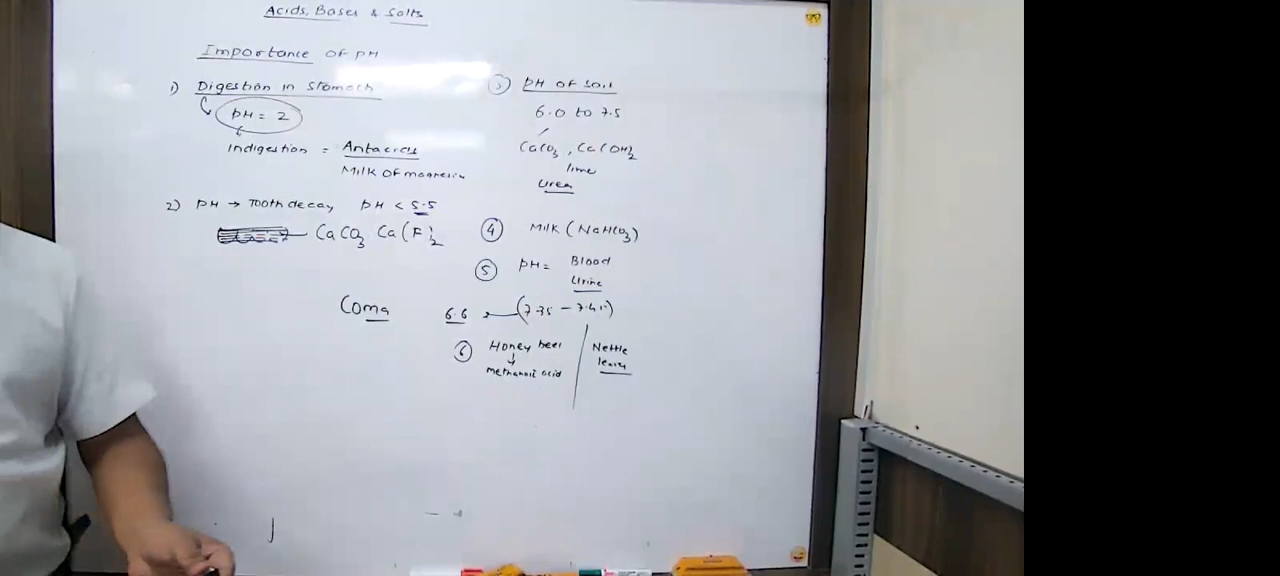 Acids, Bases & Salts
Importance of pH
1) Digestion in stomach
pH = 2
Indigestion = Antacids
Milk of magnesia
2) pH → Tooth decay pH < 5.5
CaCO3 Ca(F)2
Coma
3) pH of soil
6.0 to 7.5
CaCO3, Ca(OH)2
lime
Urea
4 Milk (NaHCO3)
5 pH = Blood
Urine
6.6 (7.35 - 7.45)
6 Honey bees
↓
methanoic acid
Nettle
leaves